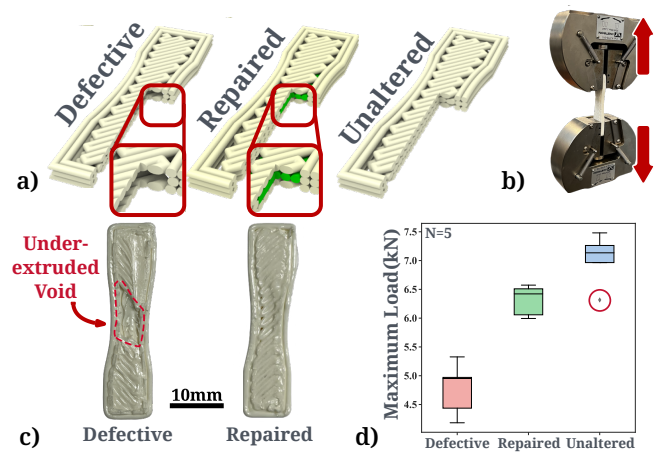 Defective
Repaired
Unaltered
a)
b)
Under-
extruded
Void
10mm
c)
Defective
Repaired
d)
N=5
Maximum Load(kN)
7.5
7.0
6.5
6.0
5.5
5.0
4.5
Defective
Repaired
Unaltered